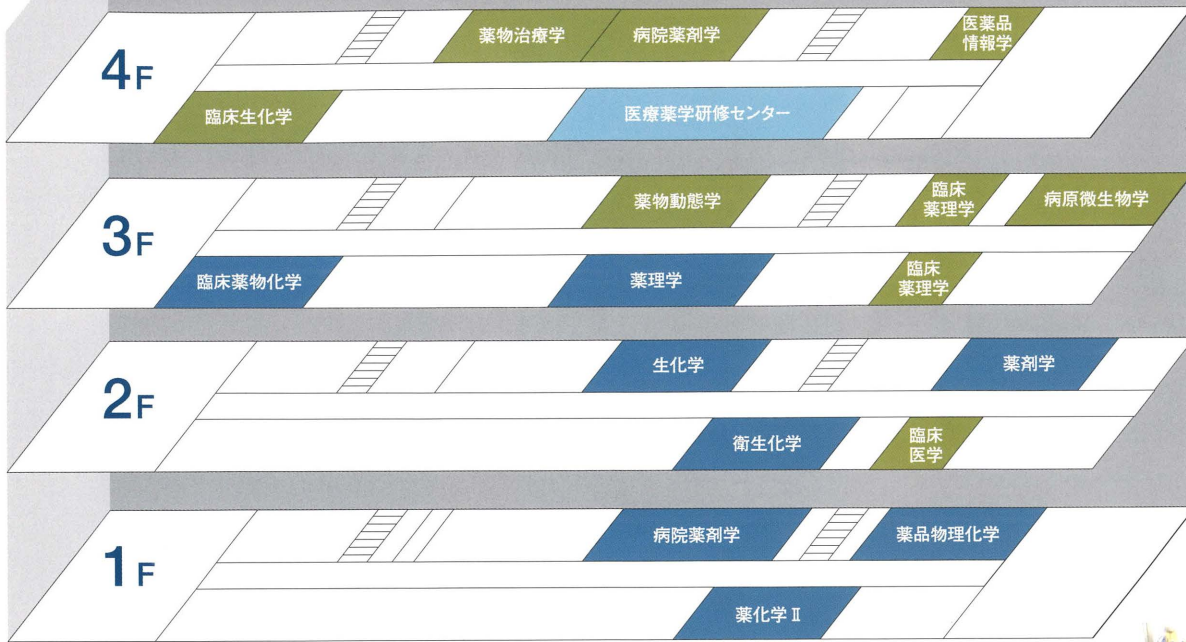 4F
薬物治療学
病院薬剤学
医薬品
情報学
臨床生化学
医療薬学研修センター
3F
薬物動態学
臨床
薬理学
病原微生物学
臨床薬物化学
薬理学
臨床
薬理学
2F
生化学
薬剤学
衛生化学
臨床
医学
1F
病院薬剤学
薬品物理化学
薬化学Ⅱ